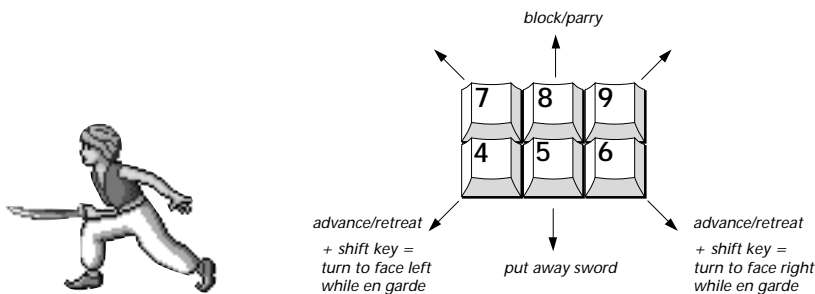 block/parry
7 8 9
4 5 6
advance/retreat
+ shift key =
turn to face left
while en garde
put away sword
advance/retreat
+ shift key =
turn to face right
while en garde